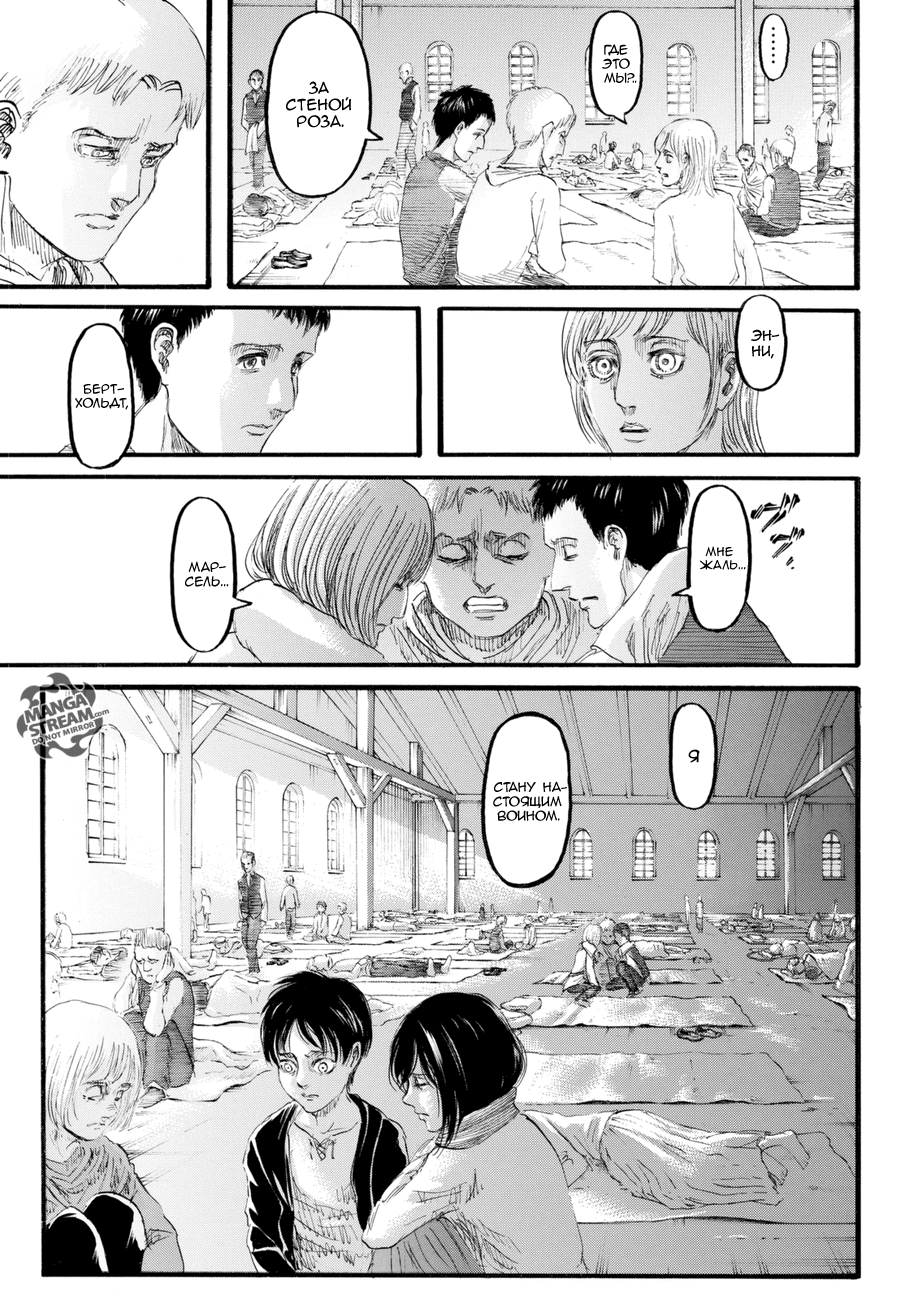 ......
ГДЕ
ЭТО
МЫ?..
ЗА
СТЕНОЙ
РОЗА.
ЭН-
НИ,
БЕРТ-
ХОЛЬДТ,
МНЕ
ЖАЛЬ...
МАР-
СЕЛЬ...
Я
СТАНУ НА-
СТОЯЩИМ
ВОИНОМ.
MANGA
STREAM.com
DO NOT MIRROR